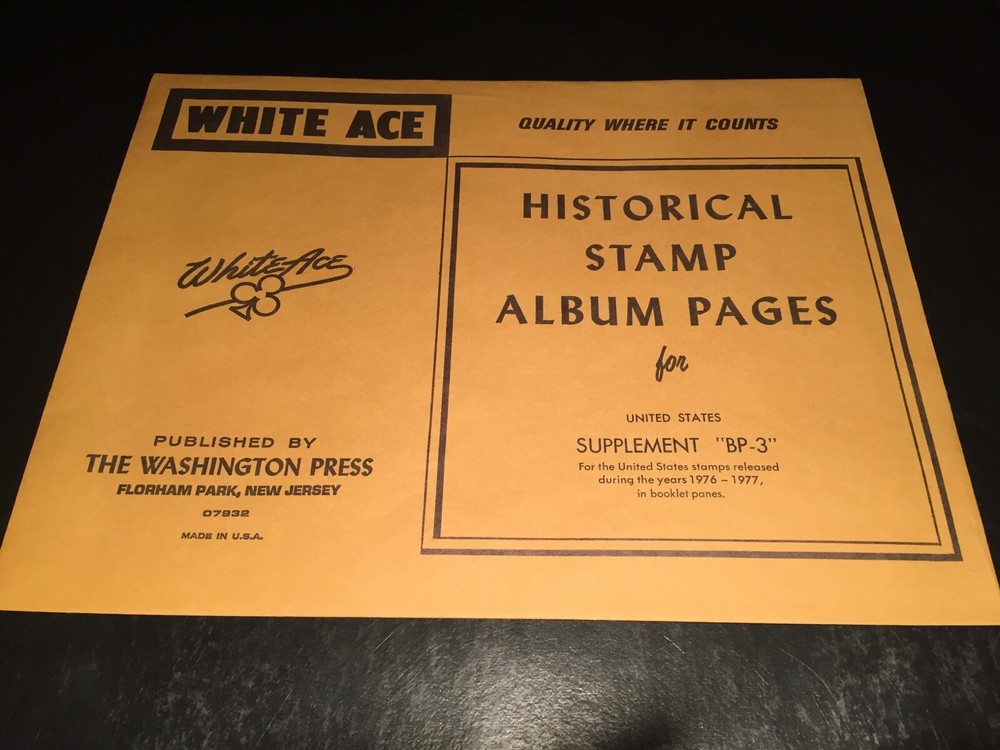 WHITE ACE
QUALITY WHERE IT COUNTS
White Ace
PUBLISHED BY
THE WASHINGTON PRESS
FLORHAM PARK, NEW JERSEY
07932
MADE IN U.S.A.
HISTORICAL
STAMP
ALBUM PAGES
for
UNITED STATES
SUPPLEMENT "BP-3"
For the United States stamps released
during the years 1976 – 1977,
in booklet panes.